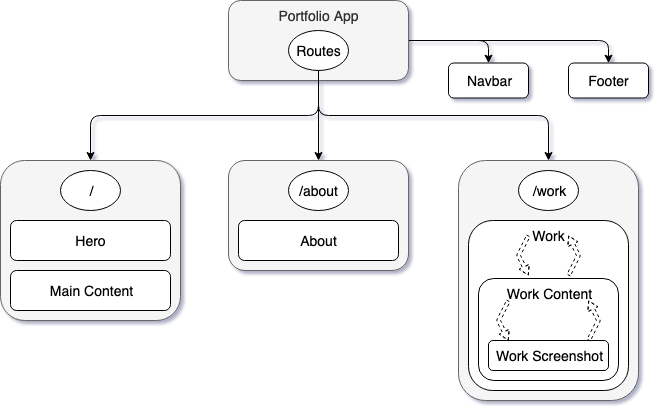 Portfolio App
Routes
Navbar
Footer
/
Hero
Main Content
/about
About
/work
Work
Work Content
Work Screenshot